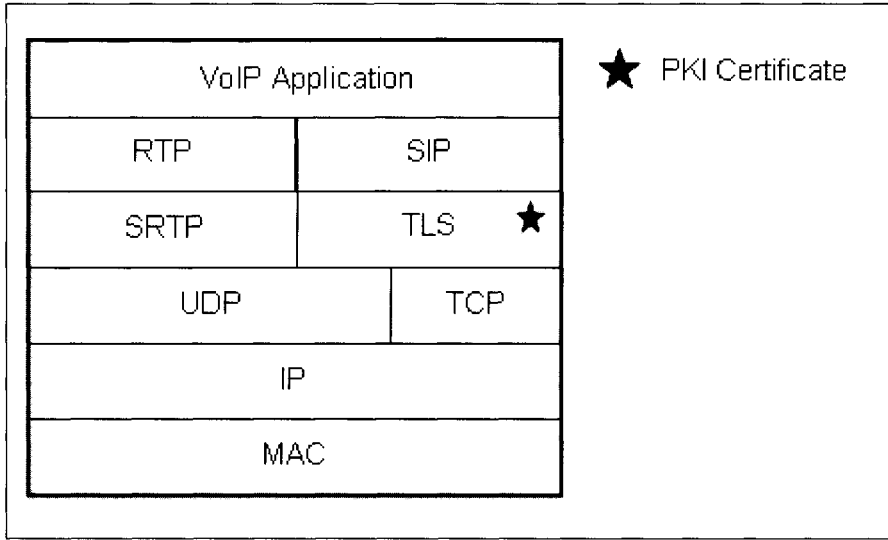 VoIP Application
PKI Certificate
RTP SIP
SRTP TLS
UDP TCP
IP
MAC